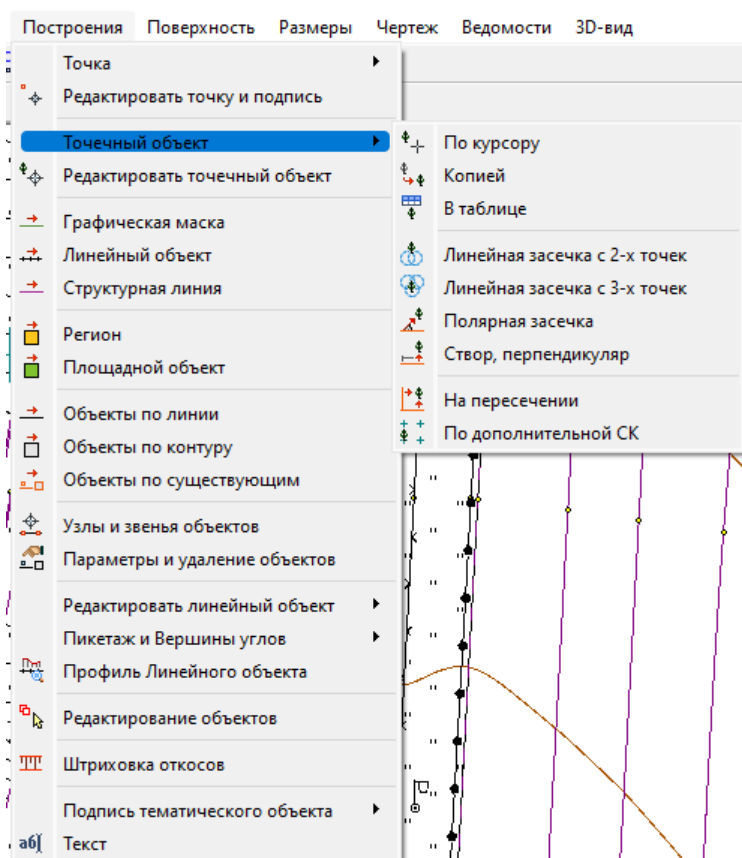 Построения Поверхность Размеры Чертеж Ведомости 3D-вид
Точка
Редактировать точку и подпись
Точечный объект
Редактировать точечный объект
Графическая маска
Линейный объект
Структурная линия
Регион
Площадной объект
Объекты по линии
Объекты по контуру
Объекты по существующим
Узлы и звенья объектов
Параметры и удаление объектов
Редактировать линейный объект
Пикетаж и Вершины углов
Профиль Линейного объекта
Редактирование объектов
Штриховка откосов
Подпись тематического объекта
абI Текст
По курсору
Копией
В таблице
Линейная засечка с 2-х точек
Линейная засечка с 3-х точек
Полярная засечка
Створ, перпендикуляр
На пересечении
По дополнительной СК